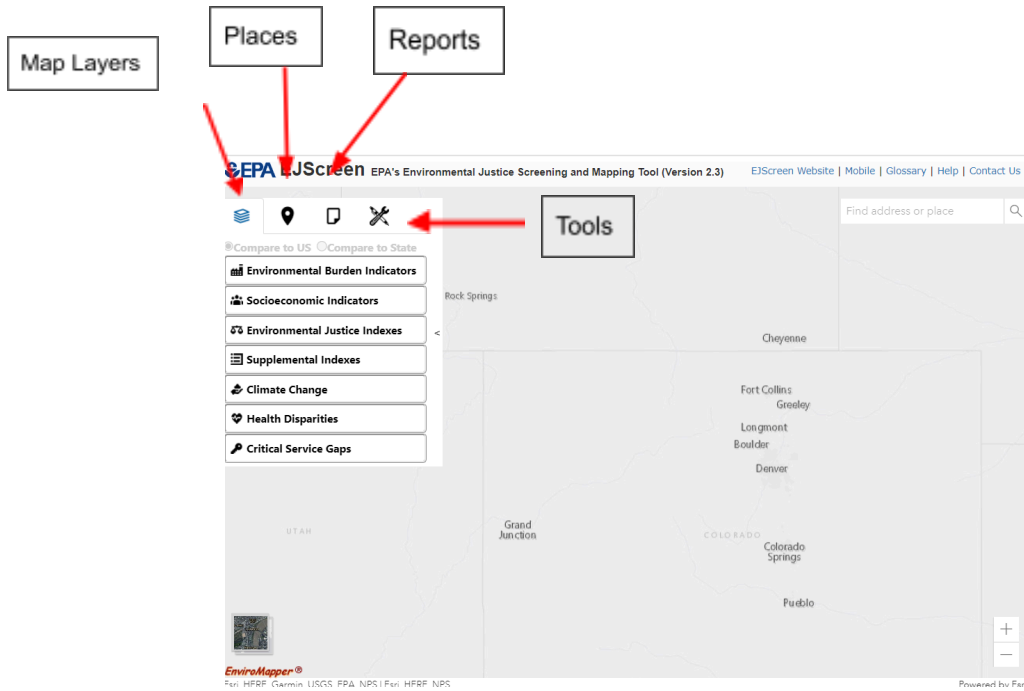 Places
Reports
Map Layers
EPA EJScreen EPA's Environmental Justice Screening and Mapping Tool (Version 2.3)
EJScreen Website | Mobile | Glossary | Help | Contact Us
Find address or place
Tools
Compare to US Compare to State
Environmental Burden Indicators
Socioeconomic Indicators
Environmental Justice Indexes
<
Supplemental Indexes
Climate Change
Health Disparities
Critical Service Gaps
Rock Springs
Cheyenne
Fort Collins
Greeley
Longmont
Boulder
Denver
UTAH
Grand
Junction
COLORADO
Colorado
Springs
Pueblo
+
−
EnviroMapper ®
Esri, HERE, Garmin, USGS, EPA, NPS | Esri, HERE, NPS
Powered by Esri